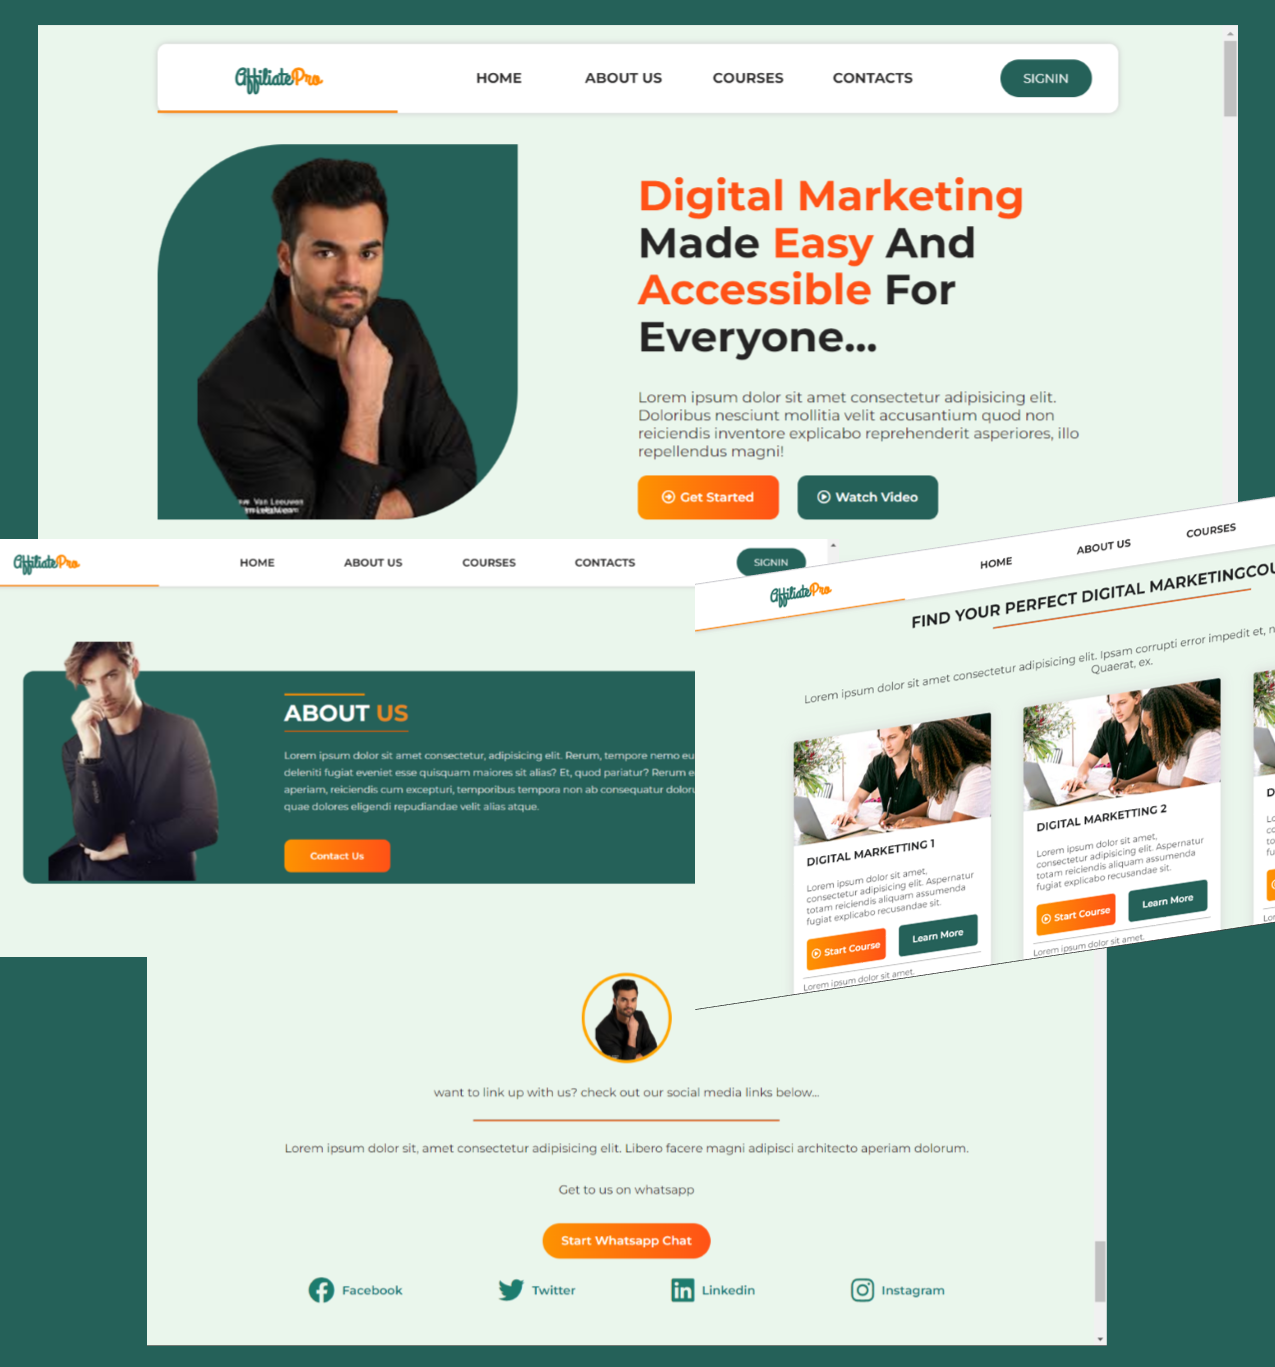 AffiliatePro
HOME
ABOUT US
COURSES
CONTACTS
SIGNIN
Digital Marketing
Made Easy And
Accessible For
Everyone...
Lorem ipsum dolor sit amet consectetur adipisicing elit.
Doloribus nesciunt mollitia velit accusantium quod non
reiciendis inventore explicabo reprehenderit asperiores, illo
repellendus magni!
Get Started
Watch Video
Van Leeuwen
AffiliatePro
HOME
ABOUT US
COURSES
CONTACTS
SIGNIN
ABOUT US
Lorem ipsum dolor sit amet consectetur, adipisicing elit. Rerum, tempore nemo eu
deleniti fugiat eveniet esse quisquam maiores sit alias? Et, quod pariatur? Rerum e
aperiam, reiciendis cum excepturi, temporibus tempora non ab consequatur dolor
quae dolores eligendi repudiandae velit alias atque.
Contact Us
AffiliatePro
HOME
ABOUT US
COURSES
FIND YOUR PERFECT DIGITAL MARKETINGCOU
Lorem ipsum dolor sit amet consectetur adipisicing elit. Ipsam corrupti error impedit et, n
Quaerat, ex.
DIGITAL MARKETTING 1
Lorem ipsum dolor sit amet,
consectetur adipisicing elit. Aspernatur
totam reiciendis aliquam assumenda
fugiat explicabo recusandae sit.
Start Course
Learn More
Lorem ipsum dolor sit amet.
DIGITAL MARKETTING 2
Lorem ipsum dolor sit amet,
consectetur adipisicing elit. Aspernatur
totam reiciendis aliquam assumenda
fugiat explicabo recusandae sit.
Start Course
Learn More
Lorem ipsum dolor sit amet.
D
Lo
co
to
fu
Lor
want to link up with us? check out our social media links below...
Lorem ipsum dolor sit, amet consectetur adipisicing elit. Libero facere magni adipisci architecto aperiam dolorum.
Get to us on whatsapp
Start Whatsapp Chat
Facebook
Twitter
Linkedin
Instagram